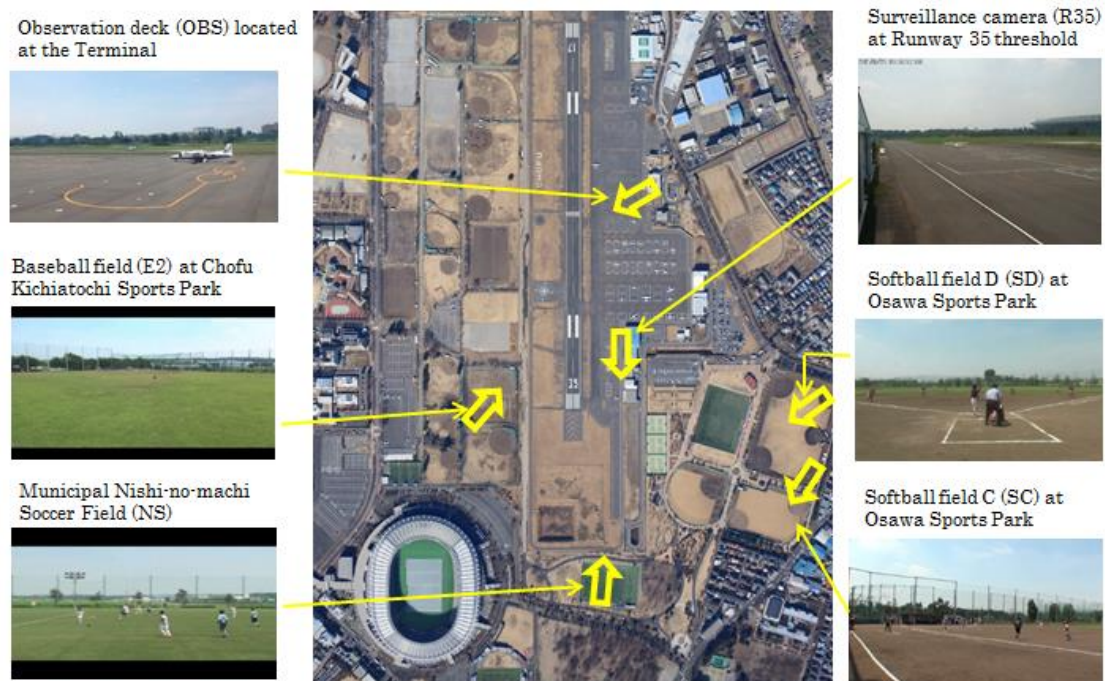 Observation deck (OBS) located
at the Terminal
Baseball field (E2) at Chofu
Kichiatochi Sports Park
Municipal Nishi-no-machi
Soccer Field (NS)
17
35
Surveillance camera (R35)
at Runway 35 threshold
Softball field D (SD) at
Osawa Sports Park
Softball field C (SC) at
Osawa Sports Park